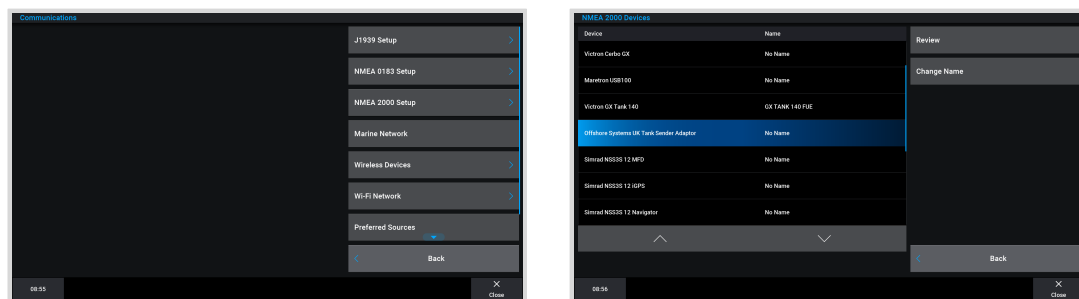 Communications
J1939 Setup
NMEA 0183 Setup
NMEA 2000 Setup
Marine Network
Wireless Devices
Wi-Fi Network
Preferred Sources
Back
08:55
Close
NMEA 2000 Devices
Device Name
Victron Cerbo GX No Name
Maretron USB100 No Name
Victron GX Tank 140 GX TANK 140 FUE
Offshore Systems UK Tank Sender Adaptor No Name
Simrad NSS3S 12 MFD No Name
Simrad NSS3S 12 iGPS No Name
Simrad NSS3S 12 Navigator No Name
Review
Change Name
Back
08:56
Close